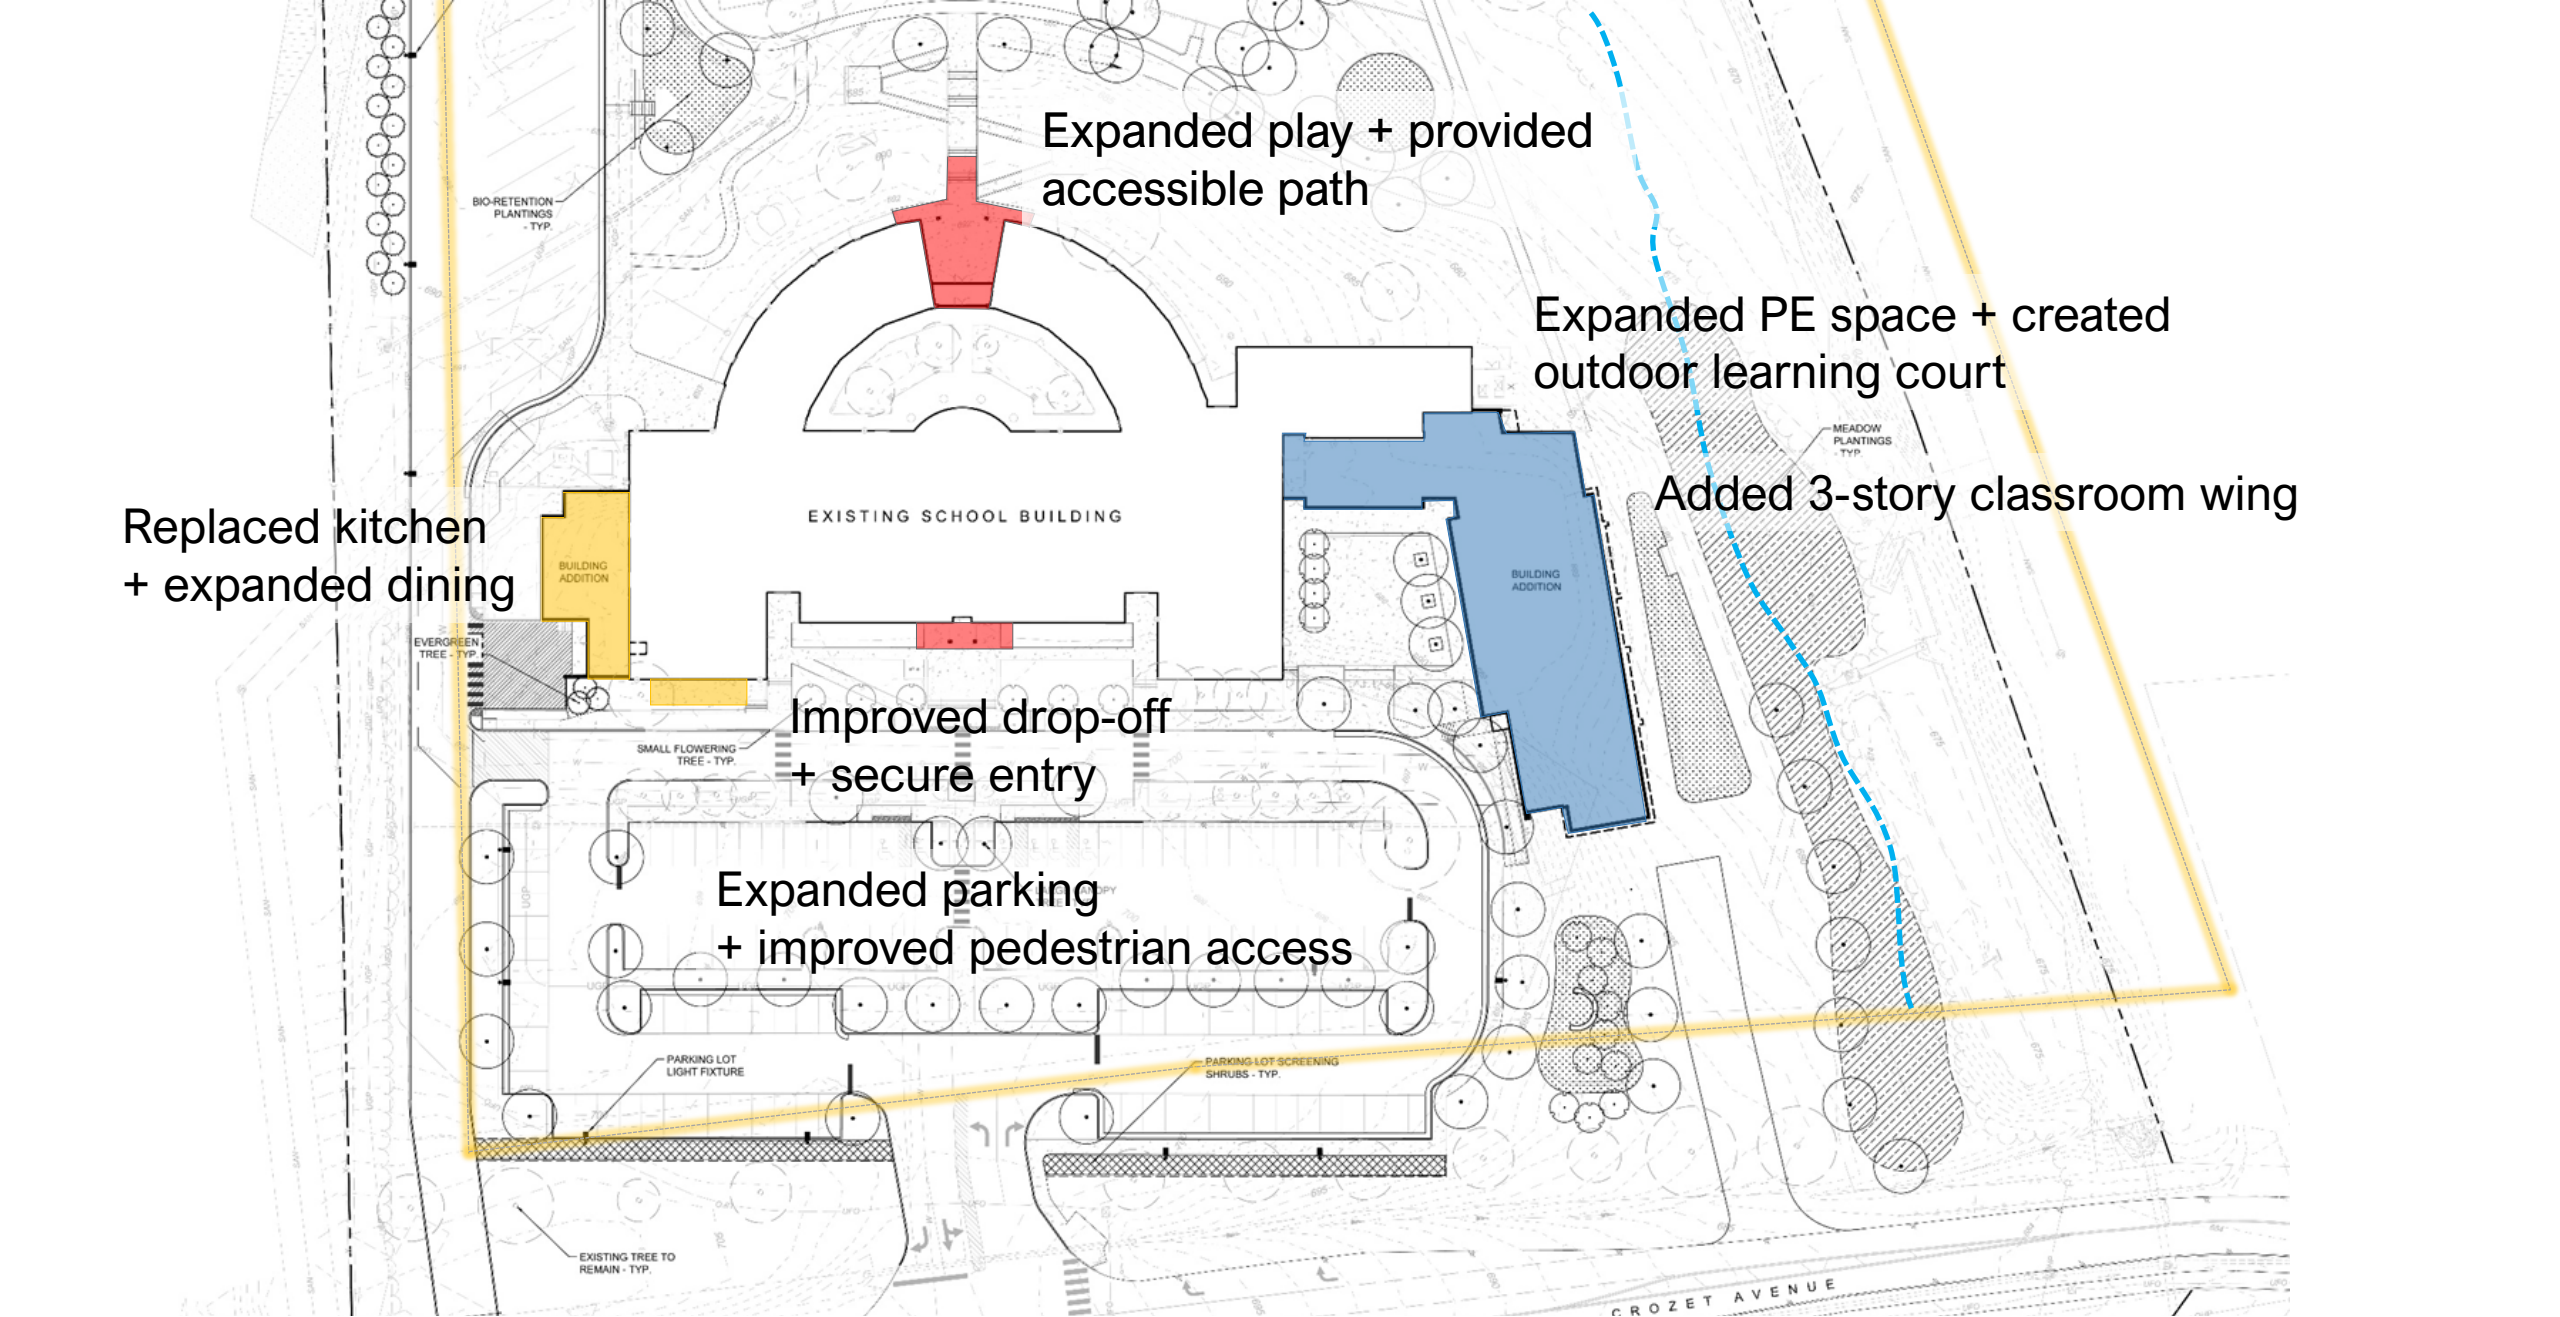 Expanded play + provided
accessible path
BIO-RETENTION
PLANTINGS
- TYP.
Expanded PE space + created
outdoor learning court
MEADOW
PLANTINGS
- TYP.
Added 3-story classroom wing
EXISTING SCHOOL BUILDING
Replaced kitchen
+ expanded dining
BUILDING
ADDITION
BUILDING
ADDITION
EVERGREEN
TREE - TYP.
Improved drop-off
+ secure entry
SMALL FLOWERING
TREE - TYP.
Expanded parking
+ improved pedestrian access
PARKING LOT
LIGHT FIXTURE
PARKING LOT SCREENING
SHRUBS - TYP.
EXISTING TREE TO
REMAIN - TYP.
CROZET AVENUE